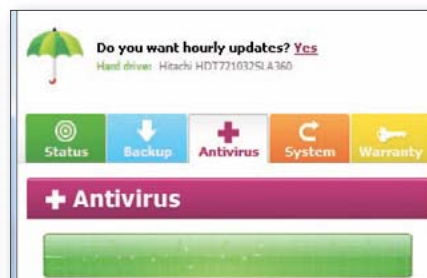 Do you want hourly updates? Yes
Hard drive: Hitachi HDT721032SLA360
Status Backup Antivirus System Warranty
Antivirus